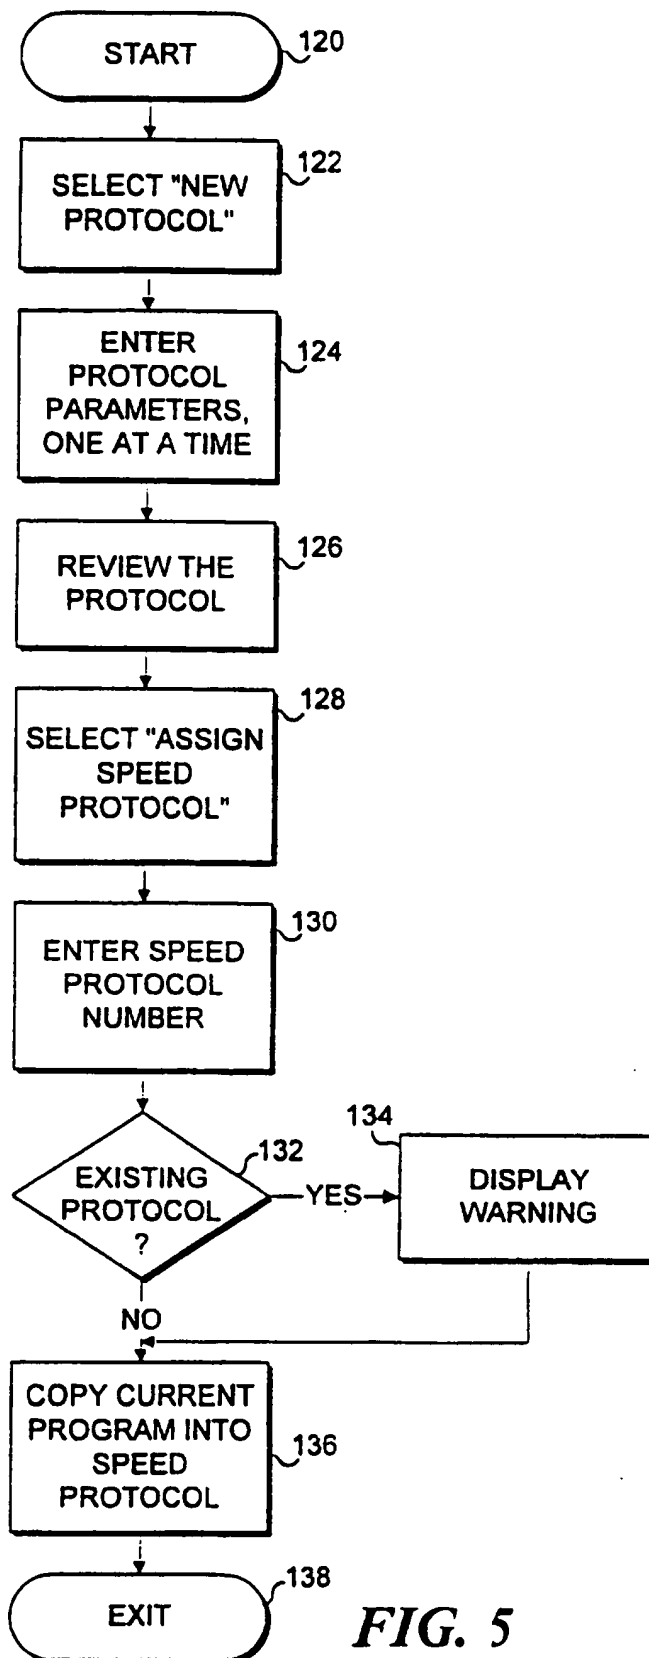 START
120
SELECT "NEW
PROTOCOL"
122
ENTER
PROTOCOL
PARAMETERS,
ONE AT A TIME
124
REVIEW THE
PROTOCOL
126
SELECT "ASSIGN
SPEED
PROTOCOL"
128
ENTER SPEED
PROTOCOL
NUMBER
130
EXISTING
PROTOCOL
?
132
YES
134
DISPLAY
WARNING
NO
COPY CURRENT
PROGRAM INTO
SPEED
PROTOCOL
136
EXIT
138
FIG. 5